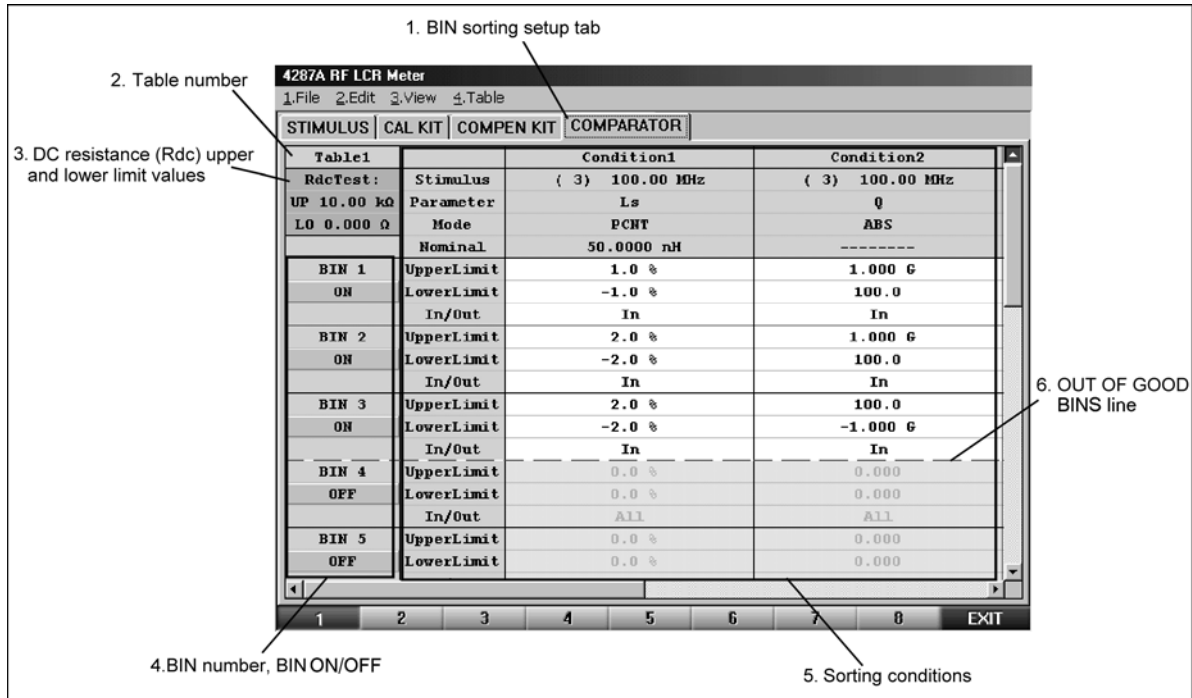 1. BIN sorting setup tab
2. Table number
3. DC resistance (Rdc) upper
and lower limit values
4287A RF LCR Meter
1.File 2.Edit 3.View 4.Table
STIMULUS CAL KIT COMPEN KIT COMPARATOR
Table1 Condition1 Condition2
RdcTest: Stimulus ( 3) 100.00 MHz ( 3) 100.00 MHz
UP 10.00 kΩ Parameter Ls Q
LO 0.000 Ω Mode PCNT ABS
Nominal 50.0000 nH --------
BIN 1 UpperLimit 1.0 % 1.000 G
ON LowerLimit -1.0 % 100.0
In/Out In In
BIN 2 UpperLimit 2.0 % 1.000 G
ON LowerLimit -2.0 % 100.0
In/Out In In
BIN 3 UpperLimit 2.0 % 100.0
ON LowerLimit -2.0 % -1.000 G
In/Out In In
BIN 4 UpperLimit 0.0 % 0.000
OFF LowerLimit 0.0 % 0.000
In/Out All All
BIN 5 UpperLimit 0.0 % 0.000
OFF LowerLimit 0.0 % 0.000
1 2 3 4 5 6 7 8 EXIT
6. OUT OF GOOD
BINS line
4.BIN number, BIN ON/OFF
5. Sorting conditions